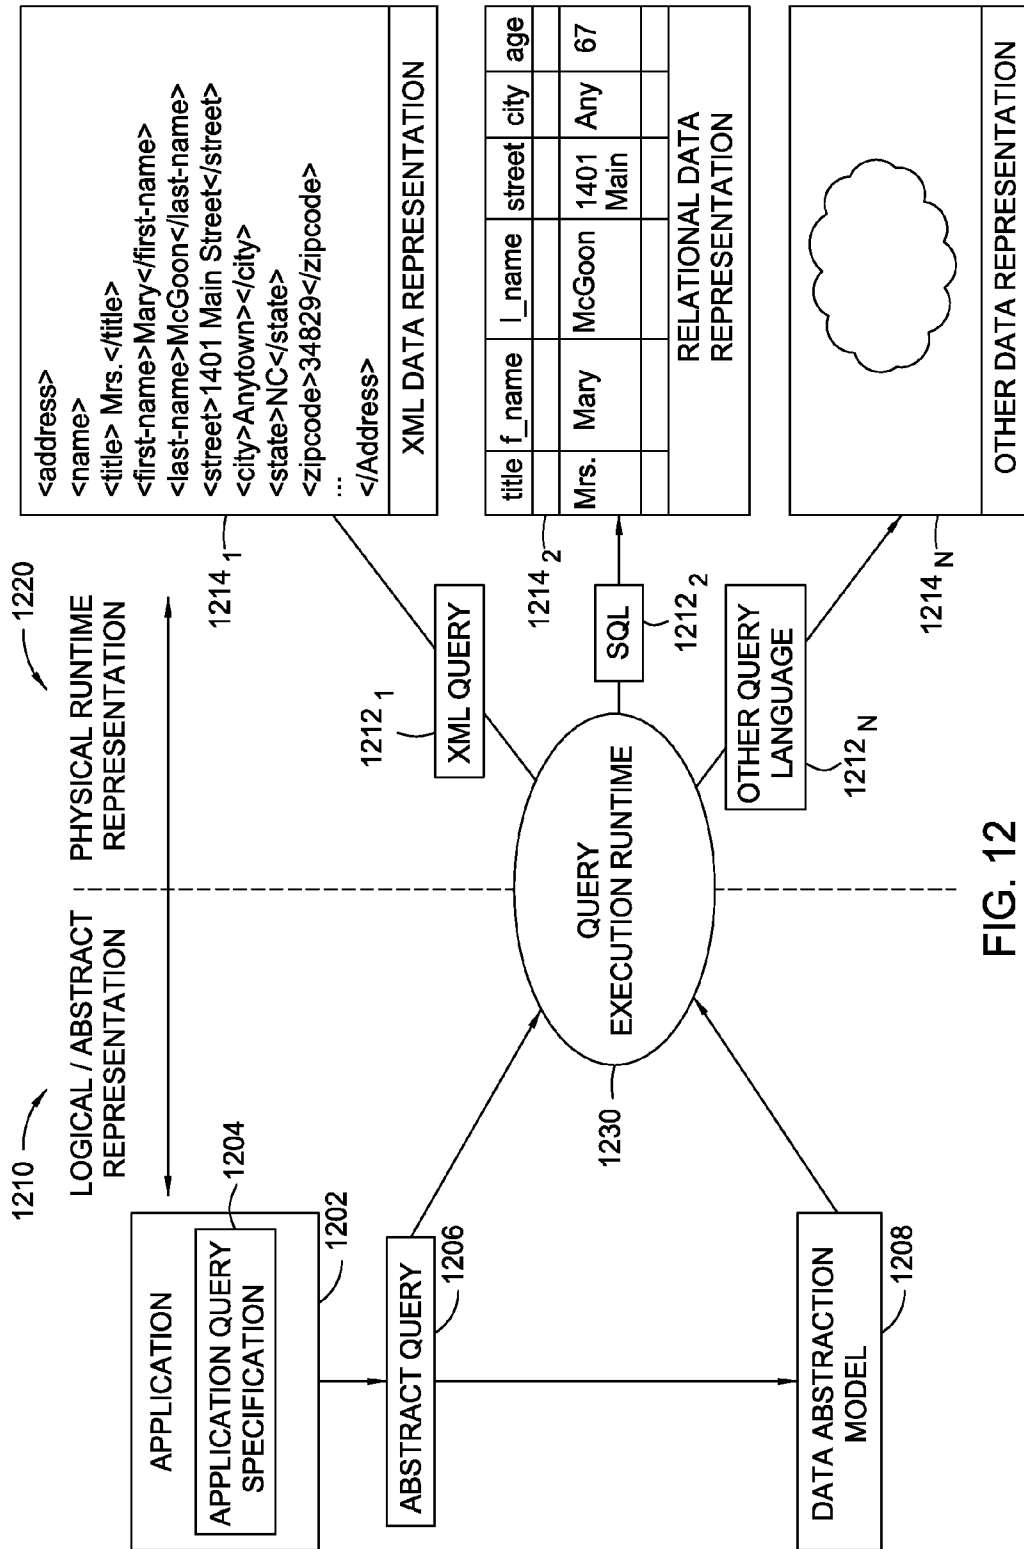 1210
LOGICAL / ABSTRACT
REPRESENTATION
1220
PHYSICAL RUNTIME
REPRESENTATION
APPLICATION
1204
APPLICATION QUERY
SPECIFICATION
1202
ABSTRACT QUERY
1206
DATA ABSTRACTION
MODEL
1208
QUERY
EXECUTION RUNTIME
1230
1212 1
XML QUERY
SQL
1212 2
OTHER QUERY
LANGUAGE
1212 N
1214 1
<address>
<name>
<title> Mrs.</title>
<first-name>Mary</first-name>
<last-name>McGoon</last-name>
<street>1401 Main Street</street>
<city>Anytown></city>
<state>NC</state>
<zipcode>34829</zipcode>
...
</Address>
XML DATA REPRESENTATION
1214 2
title f_name l_name street city age
Mrs. Mary McGoon 1401 Main Any 67
RELATIONAL DATA
REPRESENTATION
1214 N
OTHER DATA REPRESENTATION
FIG. 12